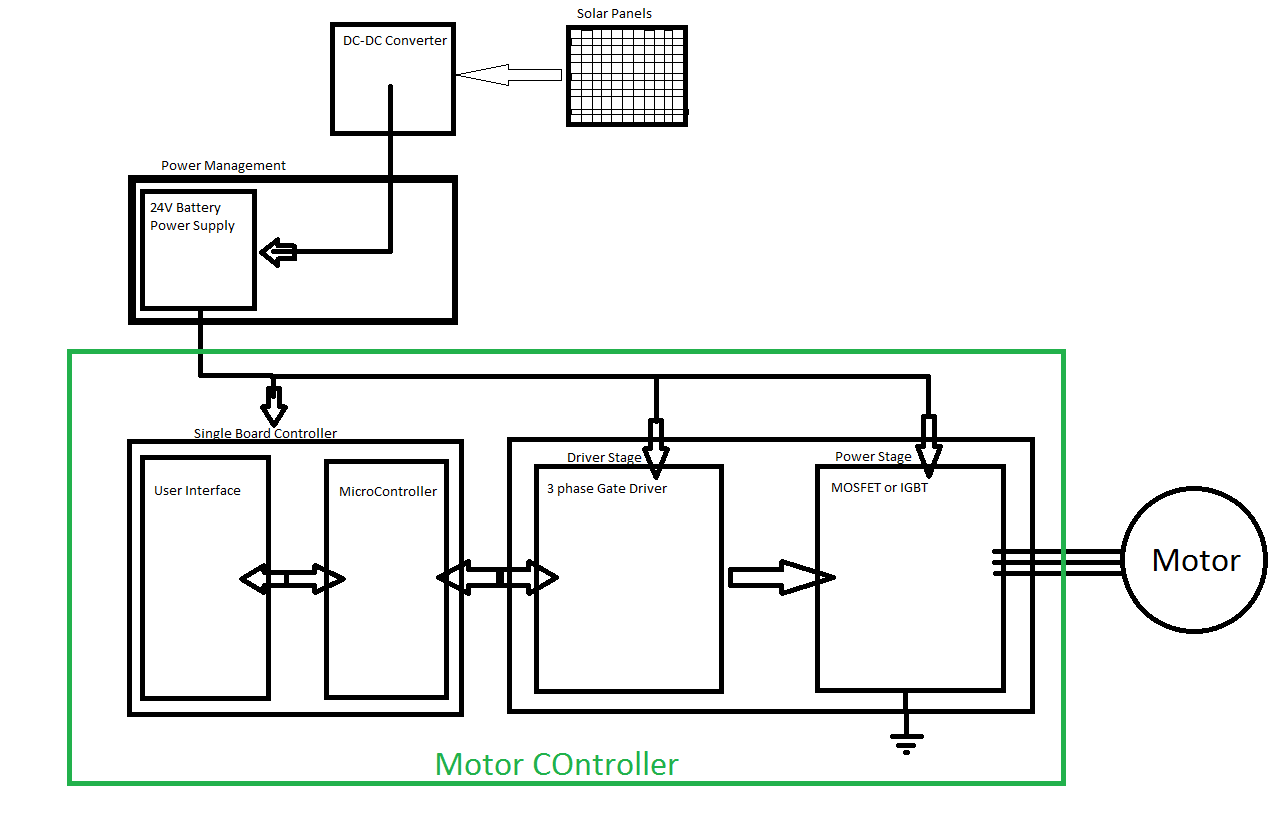 Solar Panels
DC-DC Converter
Power Management
24V Battery
Power Supply
Single Board Controller
User Interface
MicroController
Driver Stage
3 phase Gate Driver
Power Stage
MOSFET or IGBT
Motor
Motor COntroller